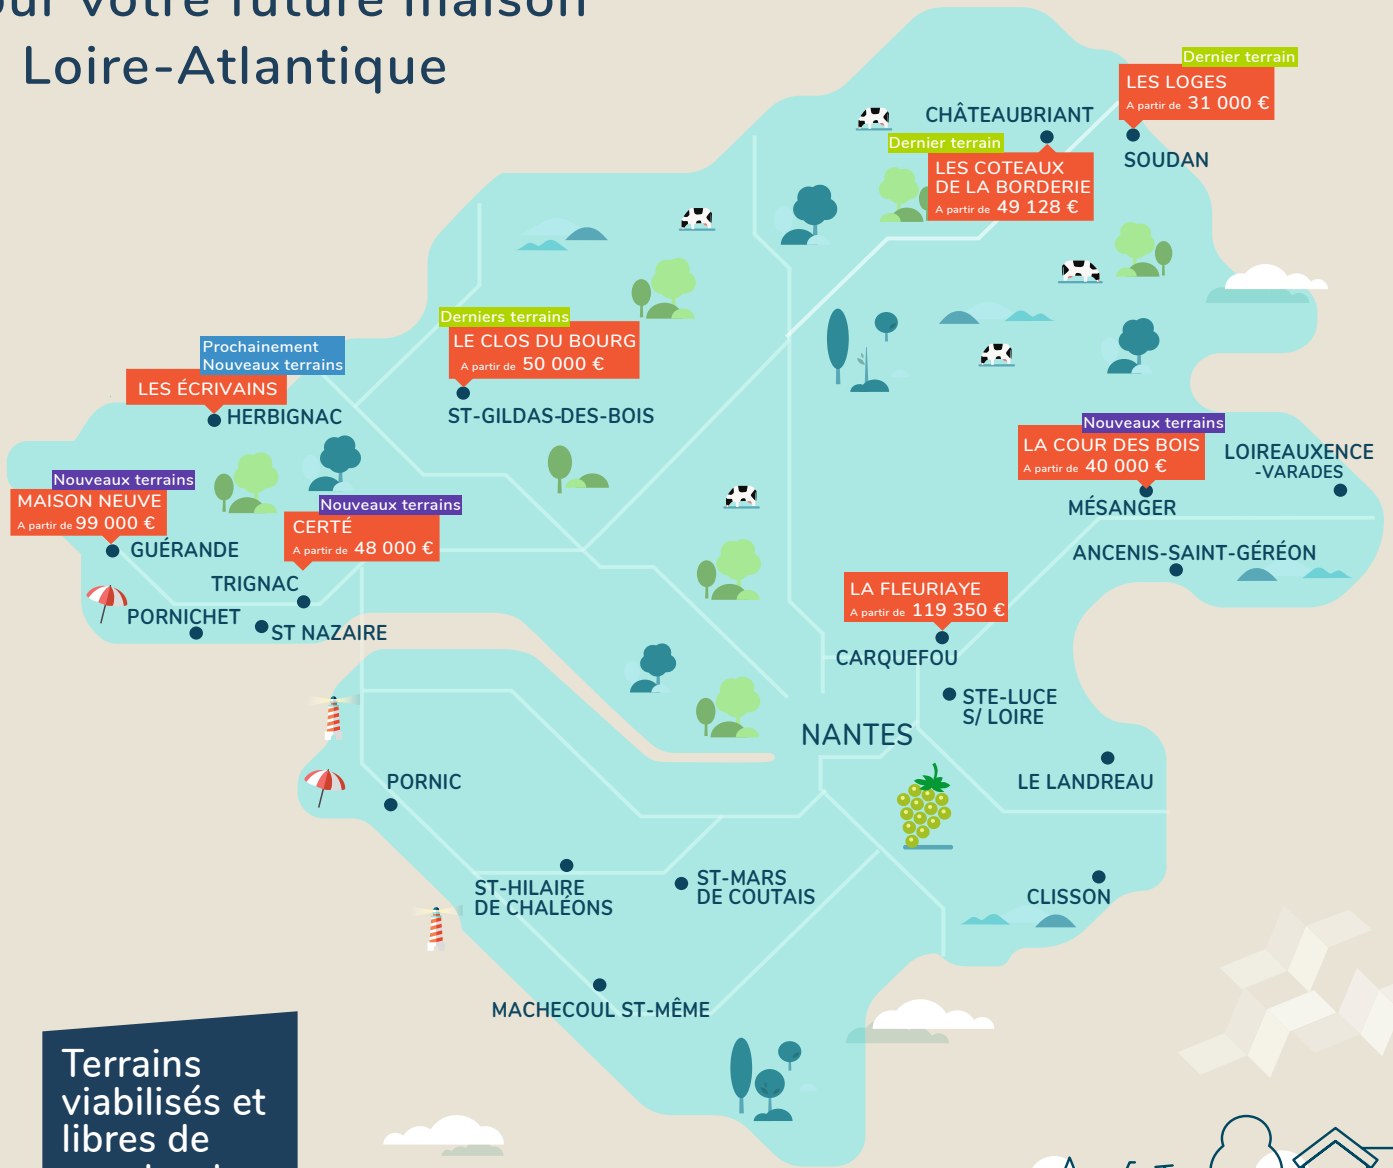 votre future maison
Loire-Atlantique
Dernier terrain
LES LOGES
A partir de 31 000 €
SOUDAN
CHÂTEAUBRIANT
Dernier terrain
LES COTEAUX
DE LA BORDERIE
A partir de 49 128 €
Derniers terrains
LE CLOS DU BOURG
A partir de 50 000 €
ST-GILDAS-DES-BOIS
Prochainement
Nouveaux terrains
LES ÉCRIVAINS
HERBIGNAC
Nouveaux terrains
LA COUR DES BOIS
A partir de 40 000 €
MÉSANGER
LOIREAUXENCE
-VARADES
Nouveaux terrains
MAISON NEUVE
A partir de 99 000 €
GUÉRANDE
Nouveaux terrains
CERTÉ
A partir de 48 000 €
TRIGNAC
PORNICHET
ST NAZAIRE
ANCENIS-SAINT-GÉRÉON
LA FLEURIAYE
A partir de 119 350 €
CARQUEFOU
STE-LUCE
S/ LOIRE
NANTES
LE LANDREAU
PORNIC
ST-HILAIRE
DE CHALÉONS
ST-MARS
DE COUTAIS
CLISSON
MACHECOUL ST-MÊME
Terrains
viabilisés et
libres de